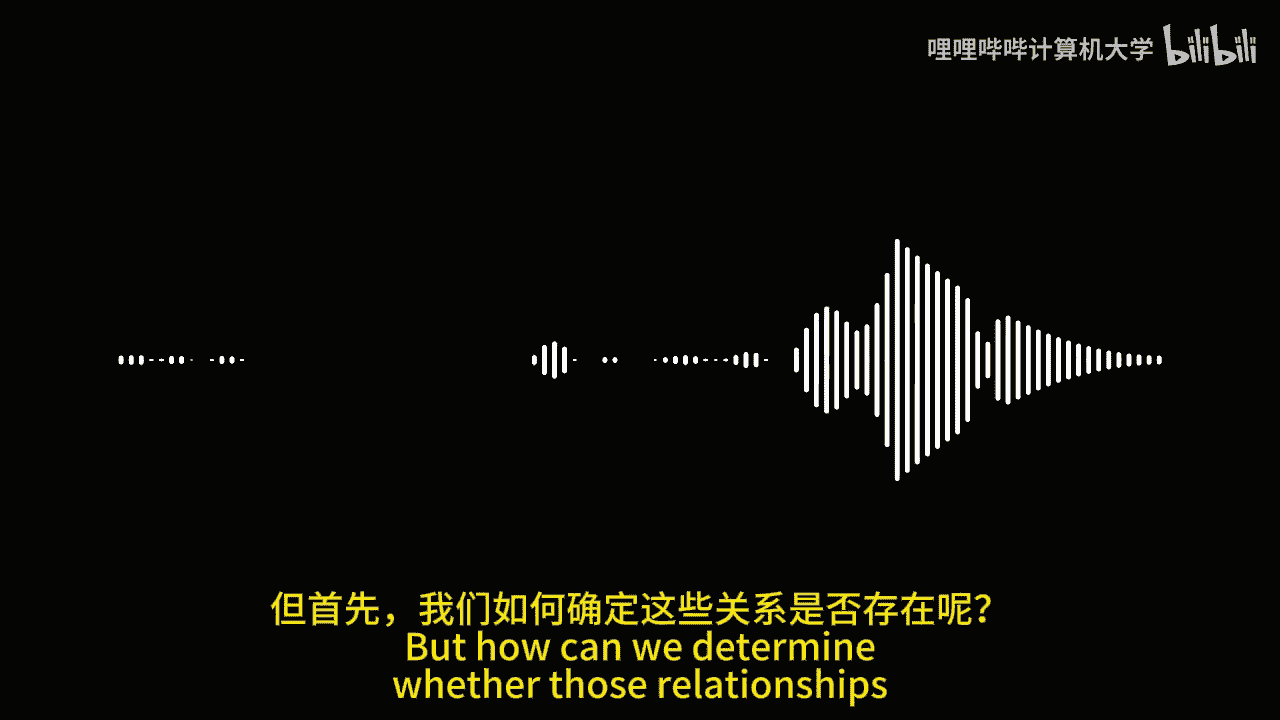 哩哩哔哔计算机大学 bilibili
但首先，我们如何确定这些关系是否存在呢？
But how can we determine
whether those relationships